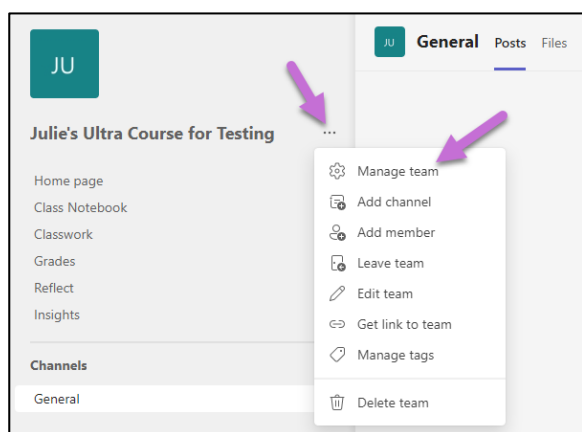 JU
Julie's Ultra Course for Testing ...
Home page
Class Notebook
Classwork
Grades
Reflect
Insights
Channels
General
JU General Posts Files
Manage team
Add channel
Add member
Leave team
Edit team
Get link to team
Manage tags
Delete team